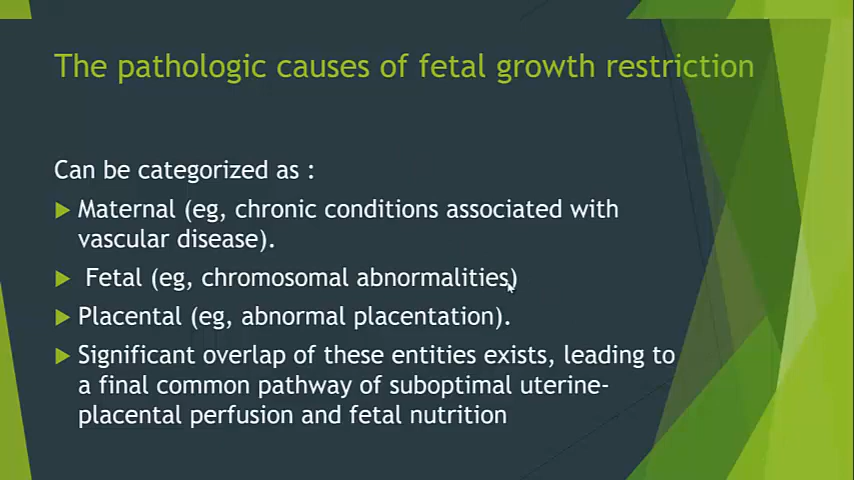 The pathologic causes of fetal growth restriction
Can be categorized as :
Maternal (eg, chronic conditions associated with
vascular disease).
Fetal (eg, chromosomal abnormalities)
Placental (eg, abnormal placentation).
Significant overlap of these entities exists, leading to
a final common pathway of suboptimal uterine-
placental perfusion and fetal nutrition